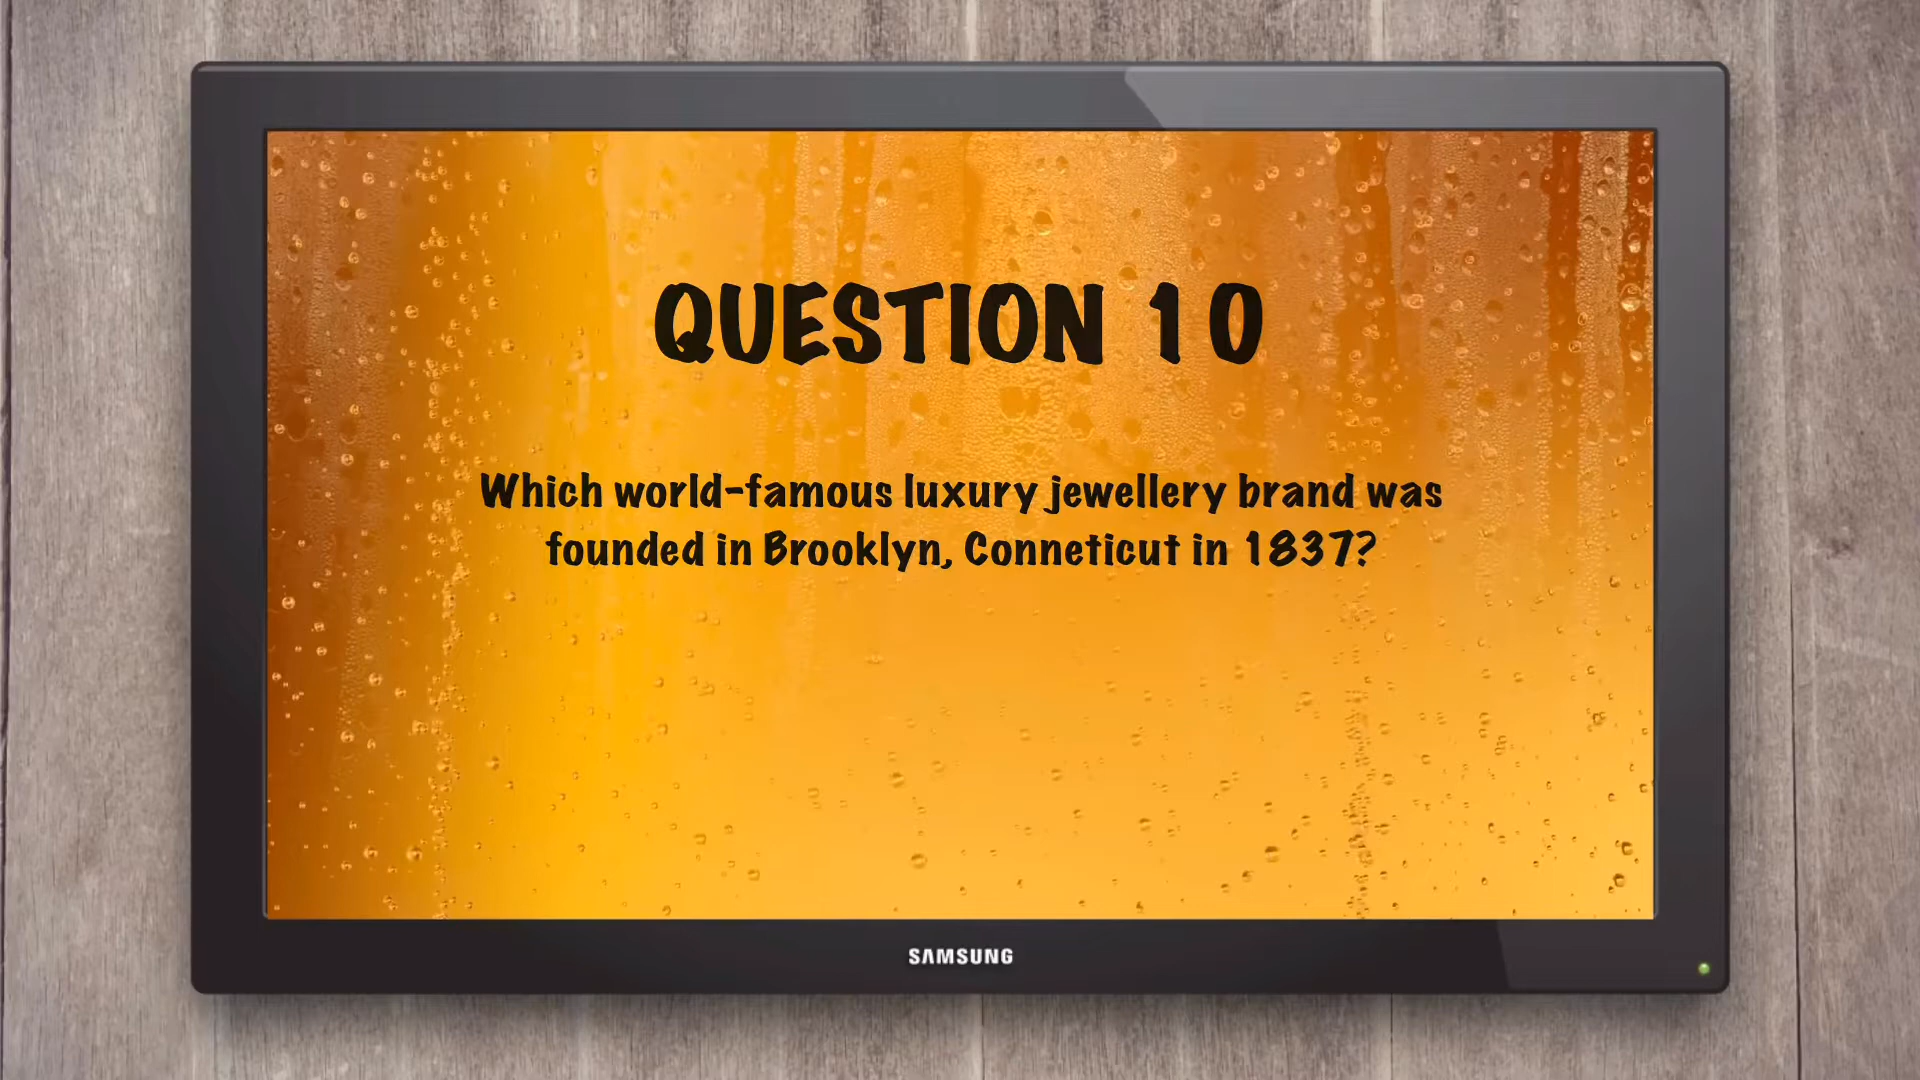 QUESTION 10
Which world-famous luxury jewellery brand was
founded in Brooklyn, Conneticut in 1837?
SAMSUNG